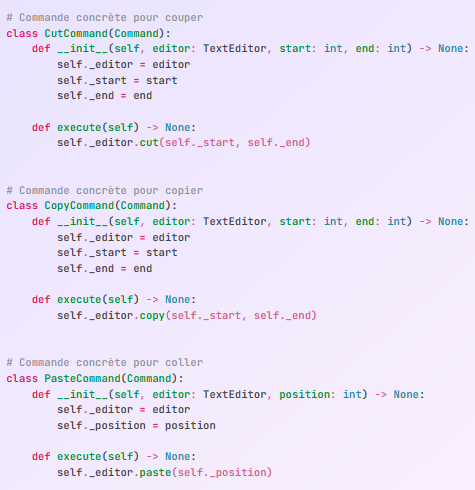 # Commande concrète pour couper
class CutCommand(Command):
    def __init__(self, editor: TextEditor, start: int, end: int) -> None:
        self._editor = editor
        self._start = start
        self._end = end

    def execute(self) -> None:
        self._editor.cut(self._start, self._end)


# Commande concrète pour copier
class CopyCommand(Command):
    def __init__(self, editor: TextEditor, start: int, end: int) -> None:
        self._editor = editor
        self._start = start
        self._end = end

    def execute(self) -> None:
        self._editor.copy(self._start, self._end)


# Commande concrète pour coller
class PasteCommand(Command):
    def __init__(self, editor: TextEditor, position: int) -> None:
        self._editor = editor
        self._position = position

    def execute(self) -> None:
        self._editor.paste(self._position)